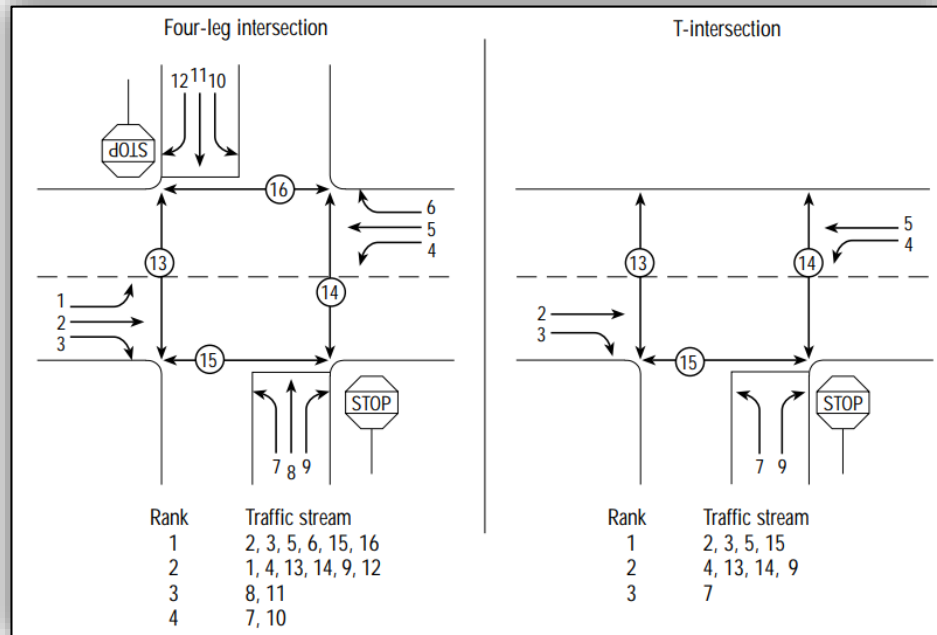 Four-leg intersection
12 11 10
STOP
16
6
5
4
13
14
1
2
3
15
STOP
7 8 9
Rank Traffic stream
1 2, 3, 5, 6, 15, 16
2 1, 4, 13, 14, 9, 12
3 8, 11
4 7, 10
T-intersection
5
4
13
14
2
3
15
STOP
7 9
Rank Traffic stream
1 2, 3, 5, 15
2 4, 13, 14, 9
3 7